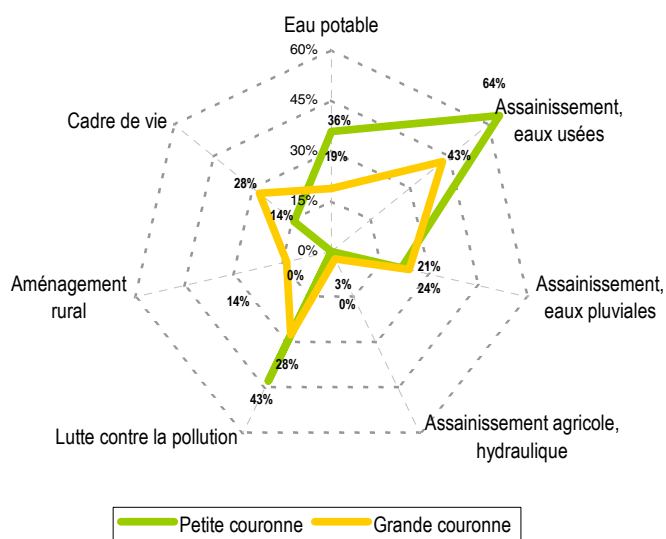 Eau potable
60%
64%
45%
Cadre de vie
Assainissement,
eaux usées
36%
30%
19%
43%
28%
15%
14%
0%
21%
0%
Aménagement
rural
3%
24%
Assainissement,
eaux pluviales
14%
0%
28%
43%
Lutte contre la pollution
Assainissement agricole,
hydraulique
Petite couronne
Grande couronne